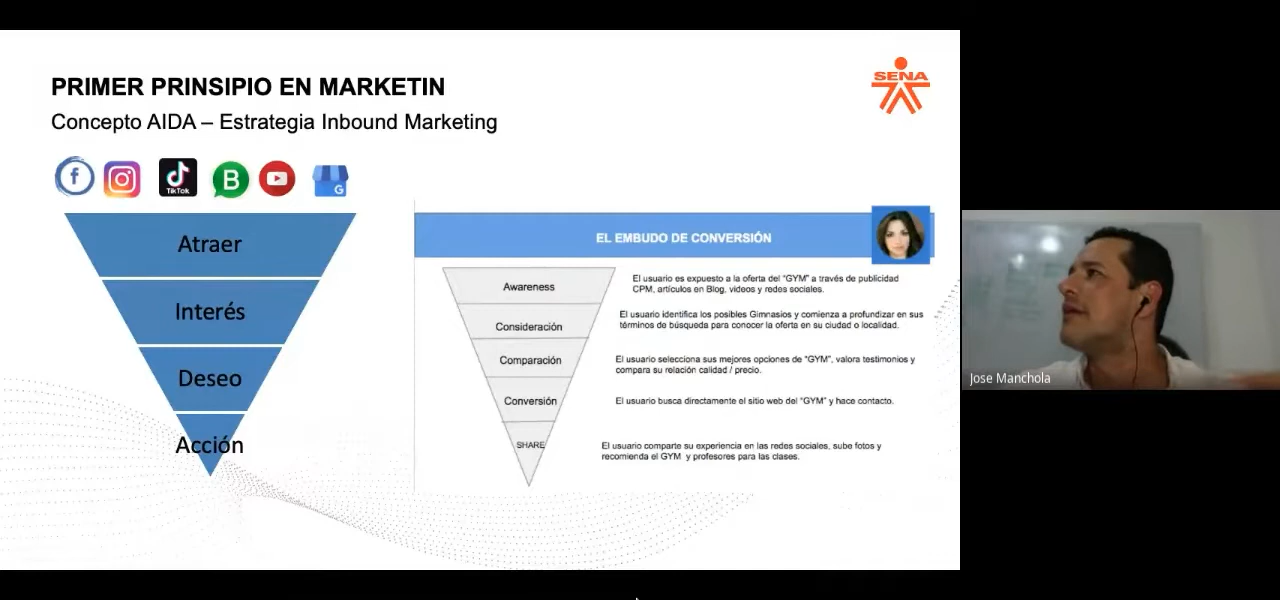 PRIMER PRINSIPIO EN MARKETIN
Concepto AIDA – Estrategia Inbound Marketing
SENA
f
TikTok
B
G
Atraer
Interés
Deseo
Acción
EL EMBUDO DE CONVERSIÓN
Awareness
El usuario es expuesto a la oferta del "GYM" a través de publicidad
CPM, artículos en Blog, videos y redes sociales.
Consideración
El usuario identifica los posibles Gimnasios y comienza a profundizar en sus
términos de búsqueda para conocer la oferta en su ciudad o localidad.
Comparación
El usuario selecciona sus mejores opciones de "GYM", valora testimonios y
compara su relación calidad / precio.
Conversión
El usuario busca directamente el sitio web del "GYM" y hace contacto.
SHARE
El usuario comparte su experiencia en las redes sociales, sube fotos y
recomienda el GYM y profesores para las clases.
Jose Manchola